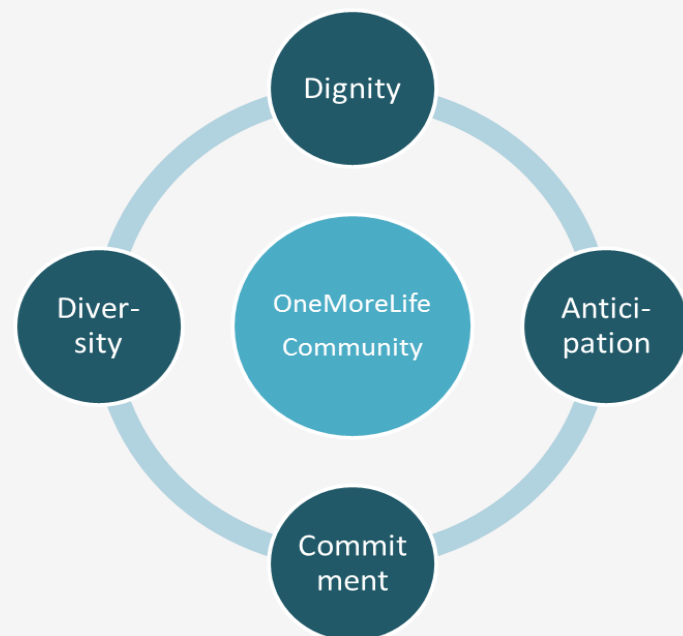 Dignity
OneMoreLife
Community
Diver-
sity
Antici-
pation
Commit
ment